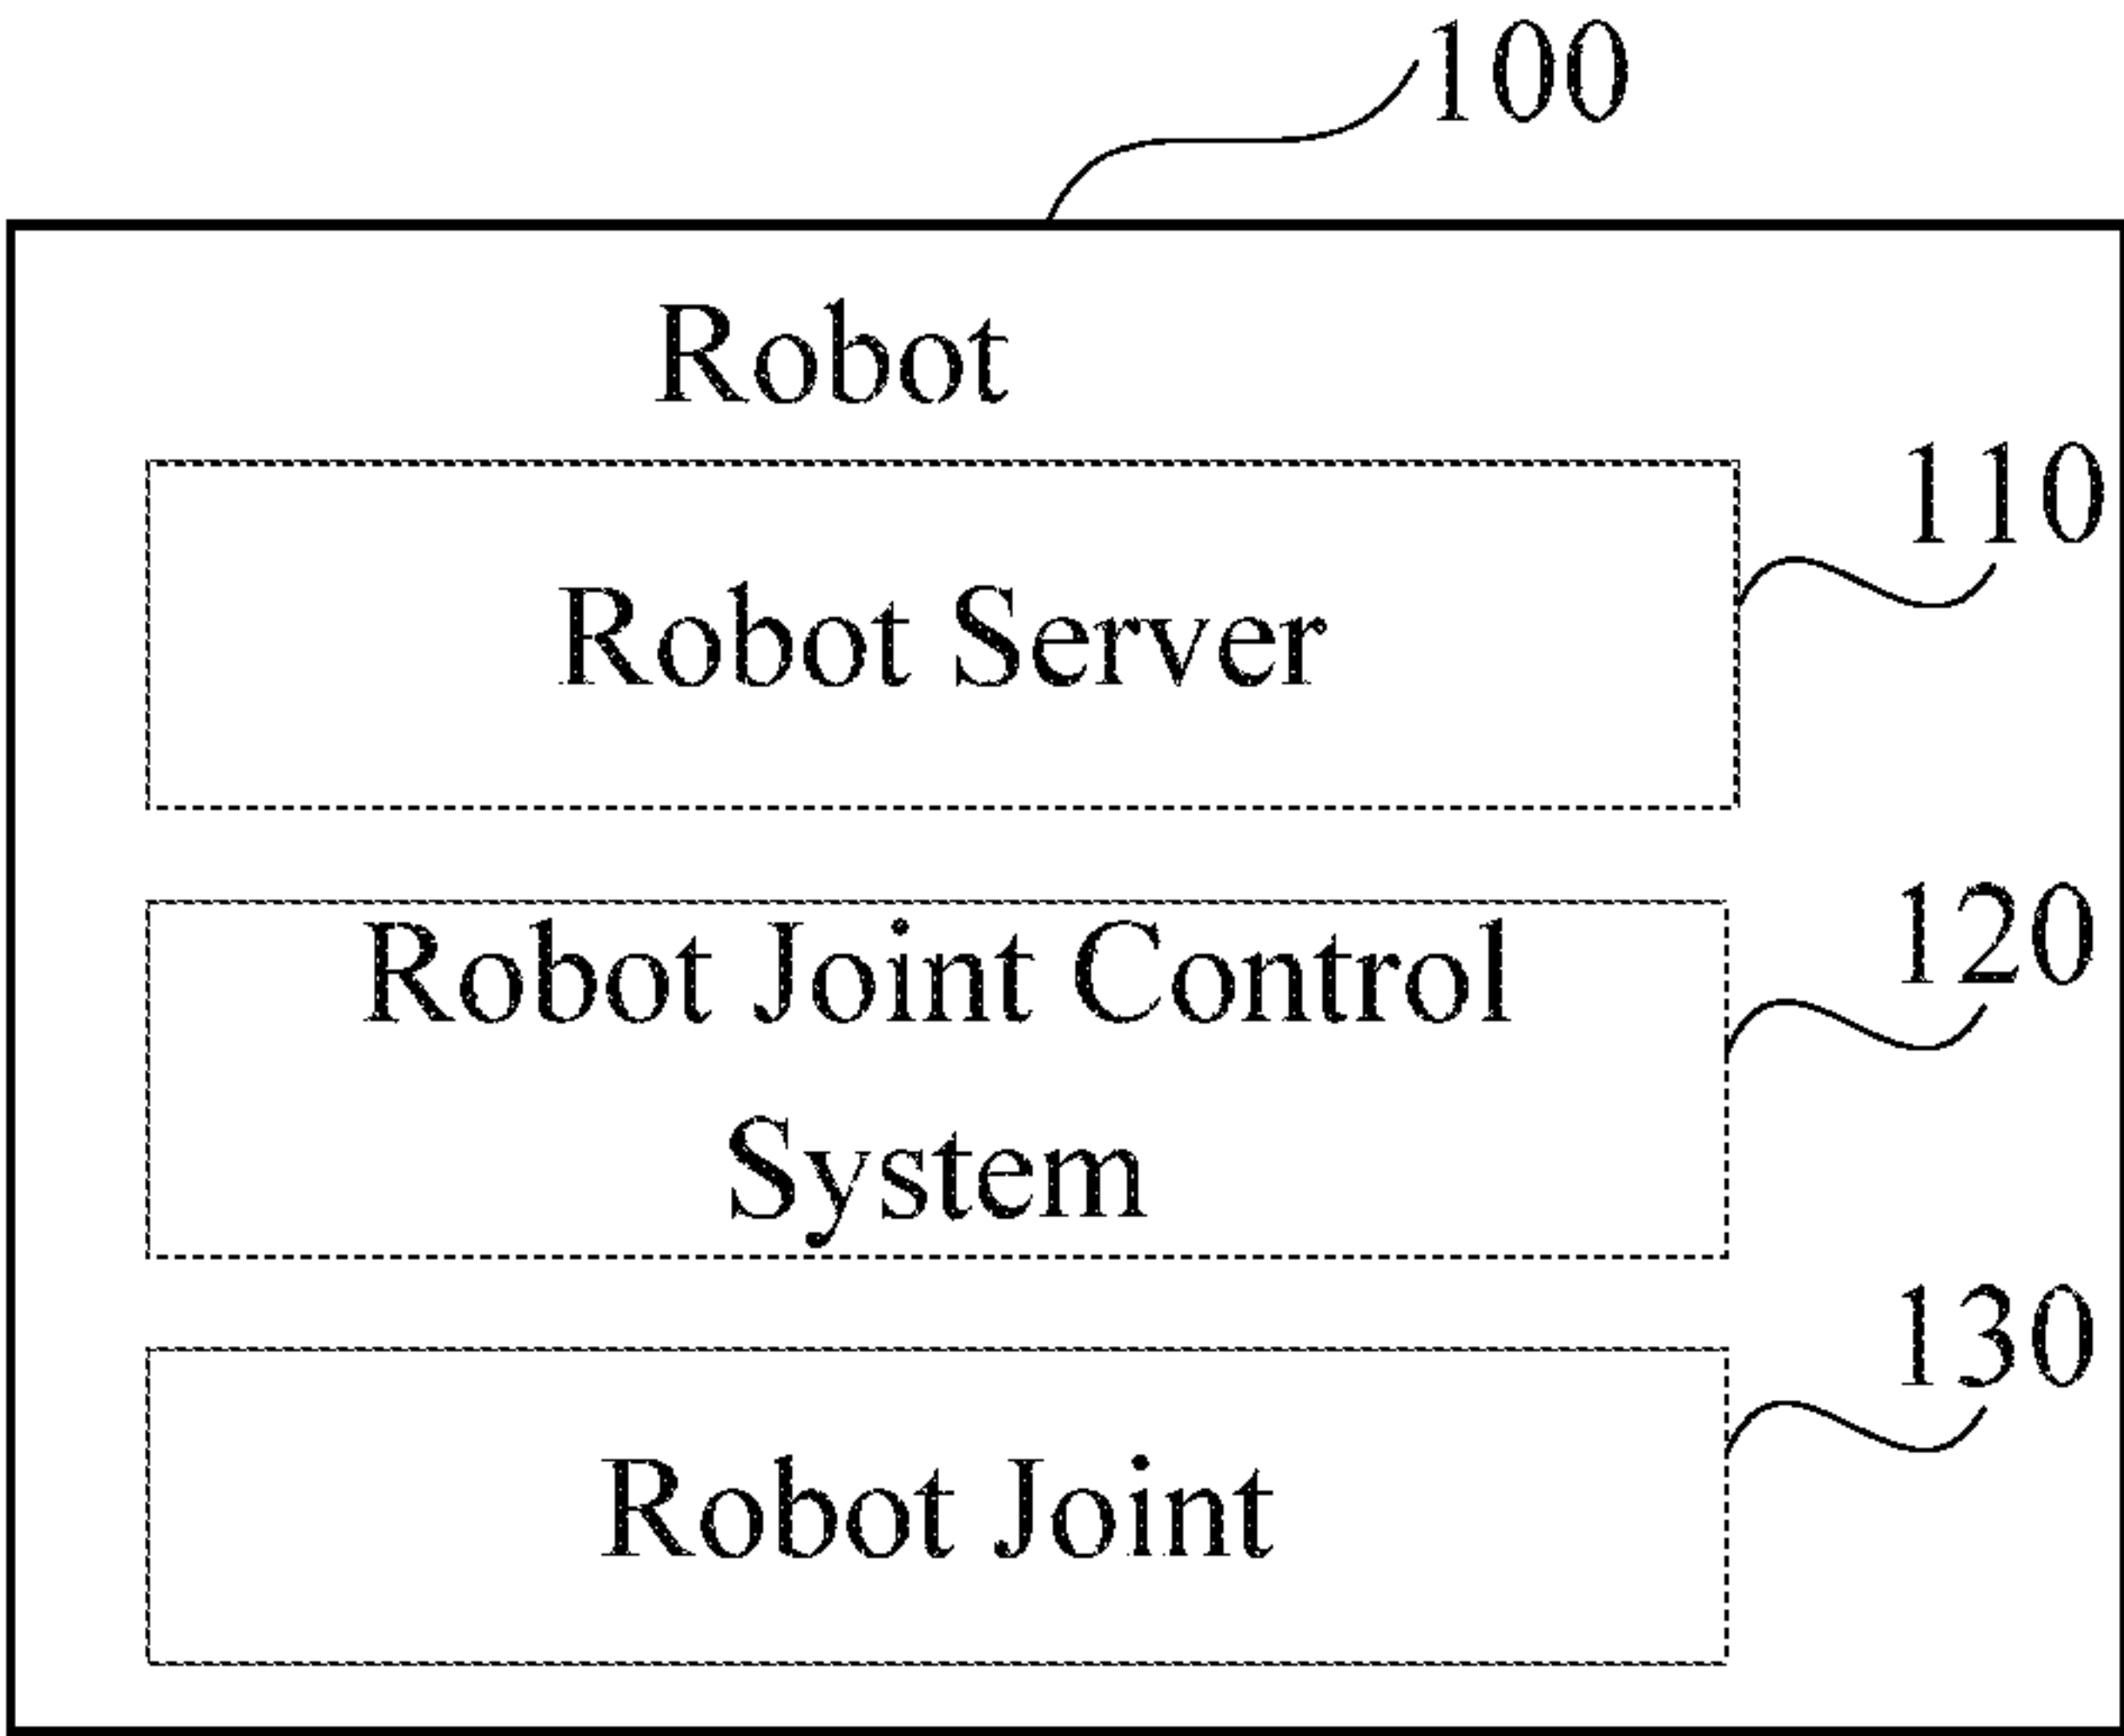 100
Robot
110
Robot Server
120
Robot Joint Control
System
130
Robot Joint